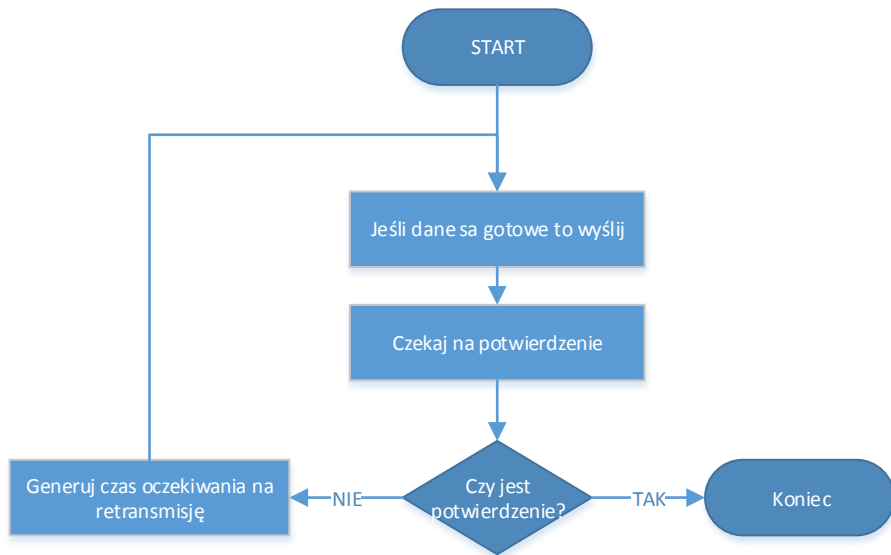 START
Jeśli dane sa gotowe to wyślij
Czekaj na potwierdzenie
Czy jest
potwierdzenie?
NIE
TAK
Generuj czas oczekiwania na
retransmisję
Koniec